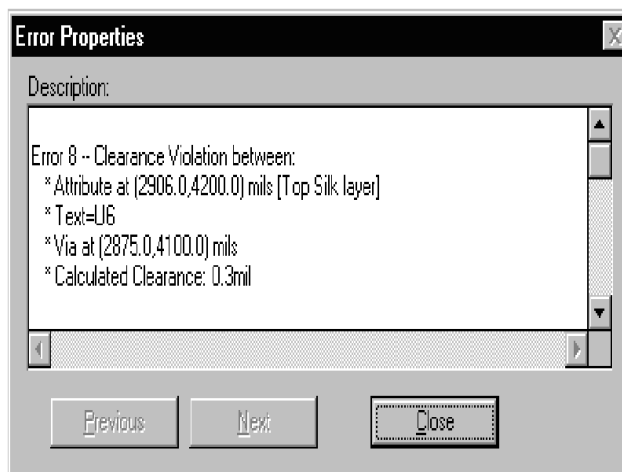 Error Properties
Description:
Error 8 -- Clearance Violation between:
* Attribute at (2906.0,4200.0) mils [Top Silk layer]
* Text=U6
* Via at (2875.0,4100.0) mils
* Calculated Clearance: 0.3mil
Previous Next Close